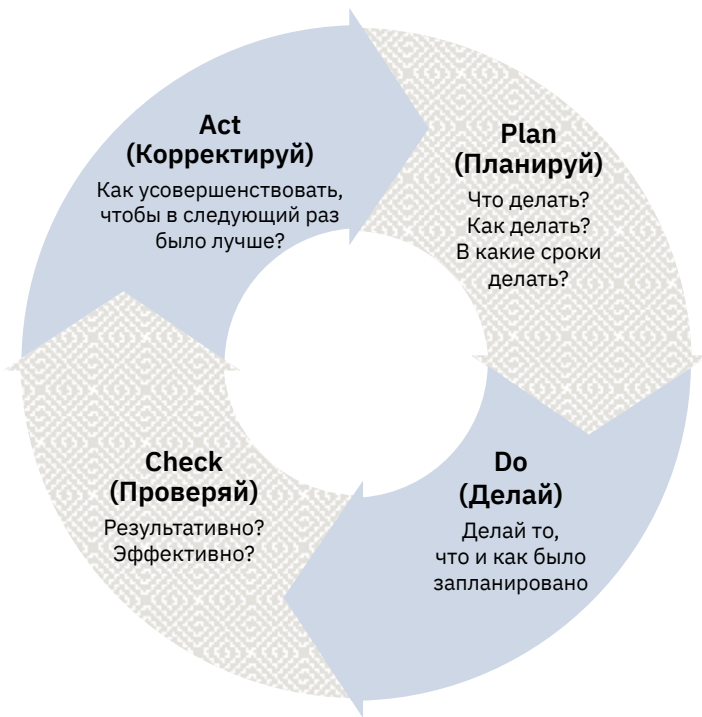 Act
(Корректируй)
Как усовершенствовать,
чтобы в следующий раз
было лучше?
Plan
(Планируй)
Что делать?
Как делать?
В какие сроки
делать?
Do
(Делай)
Делай то,
что и как было
запланировано
Check
(Проверяй)
Результативно?
Эффективно?